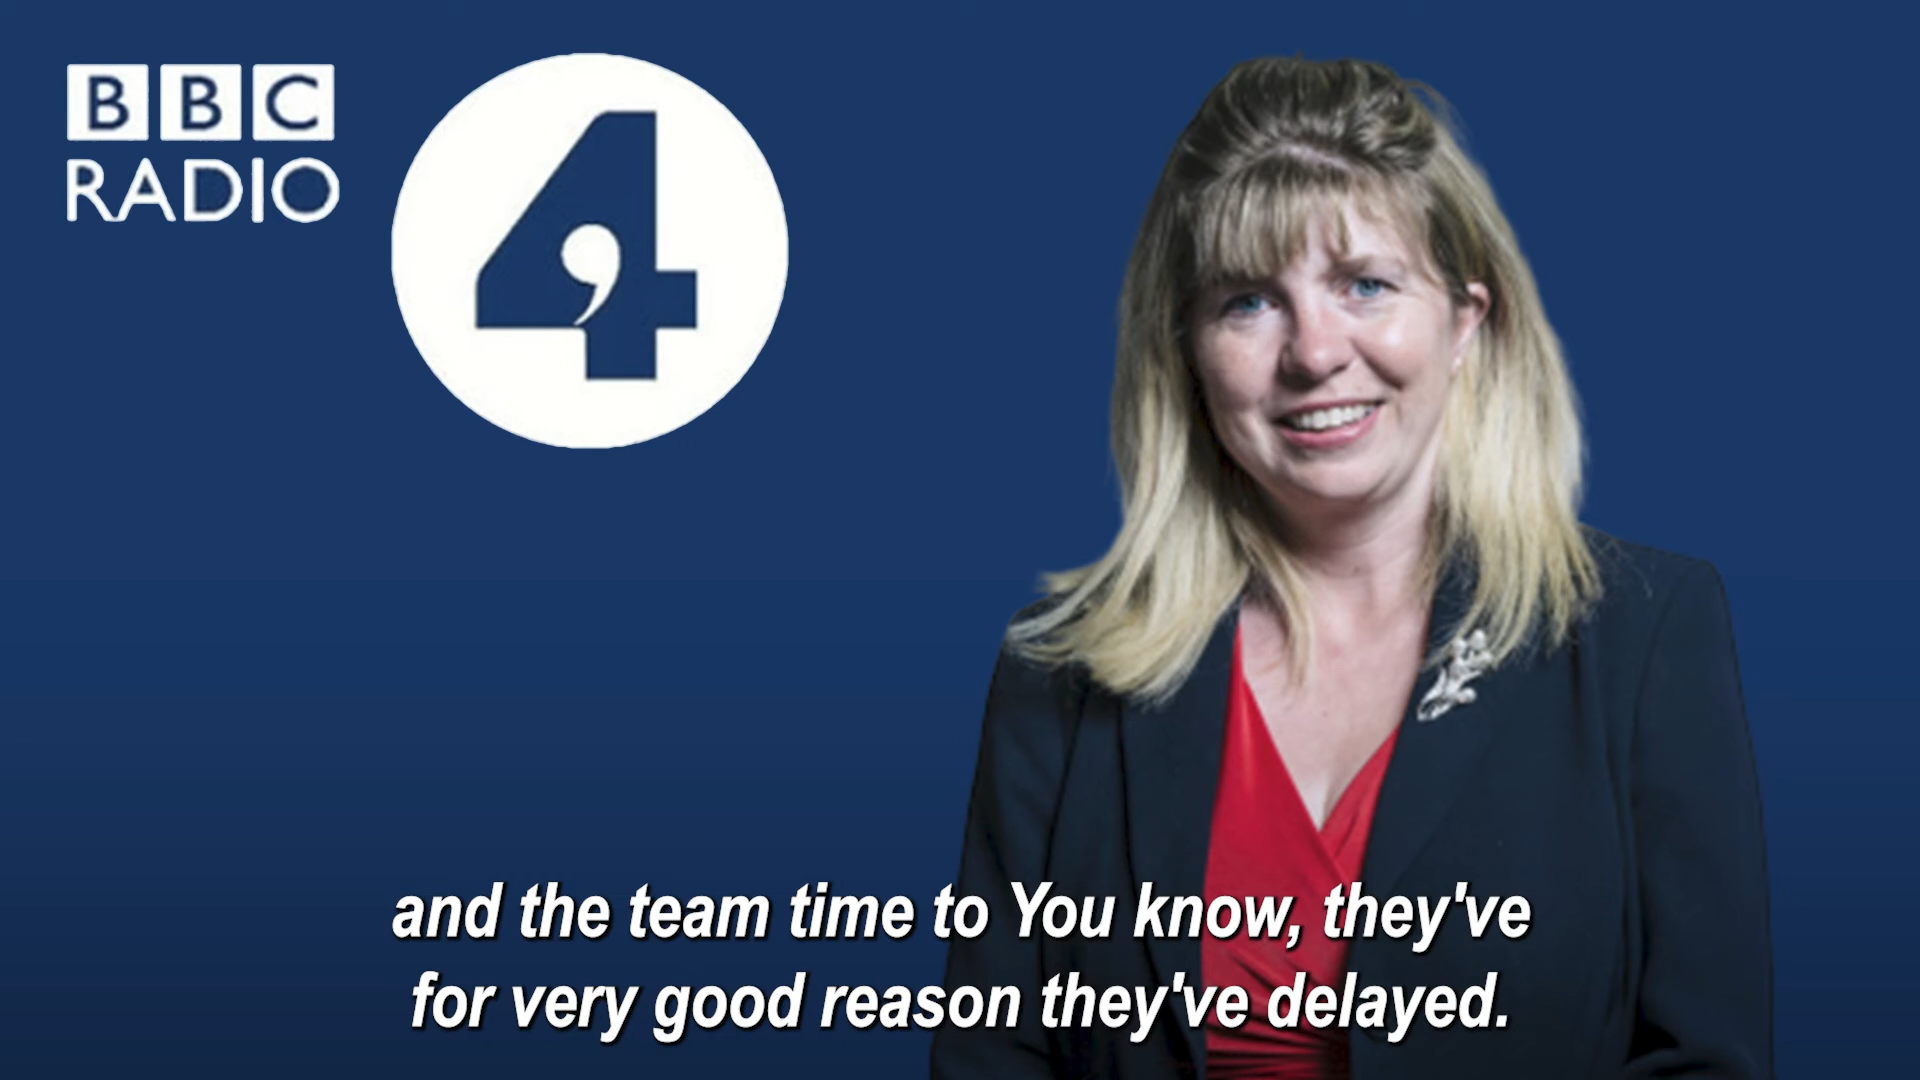 BBC
RADIO
4
and the team time to You know, they've
for very good reason they've delayed.